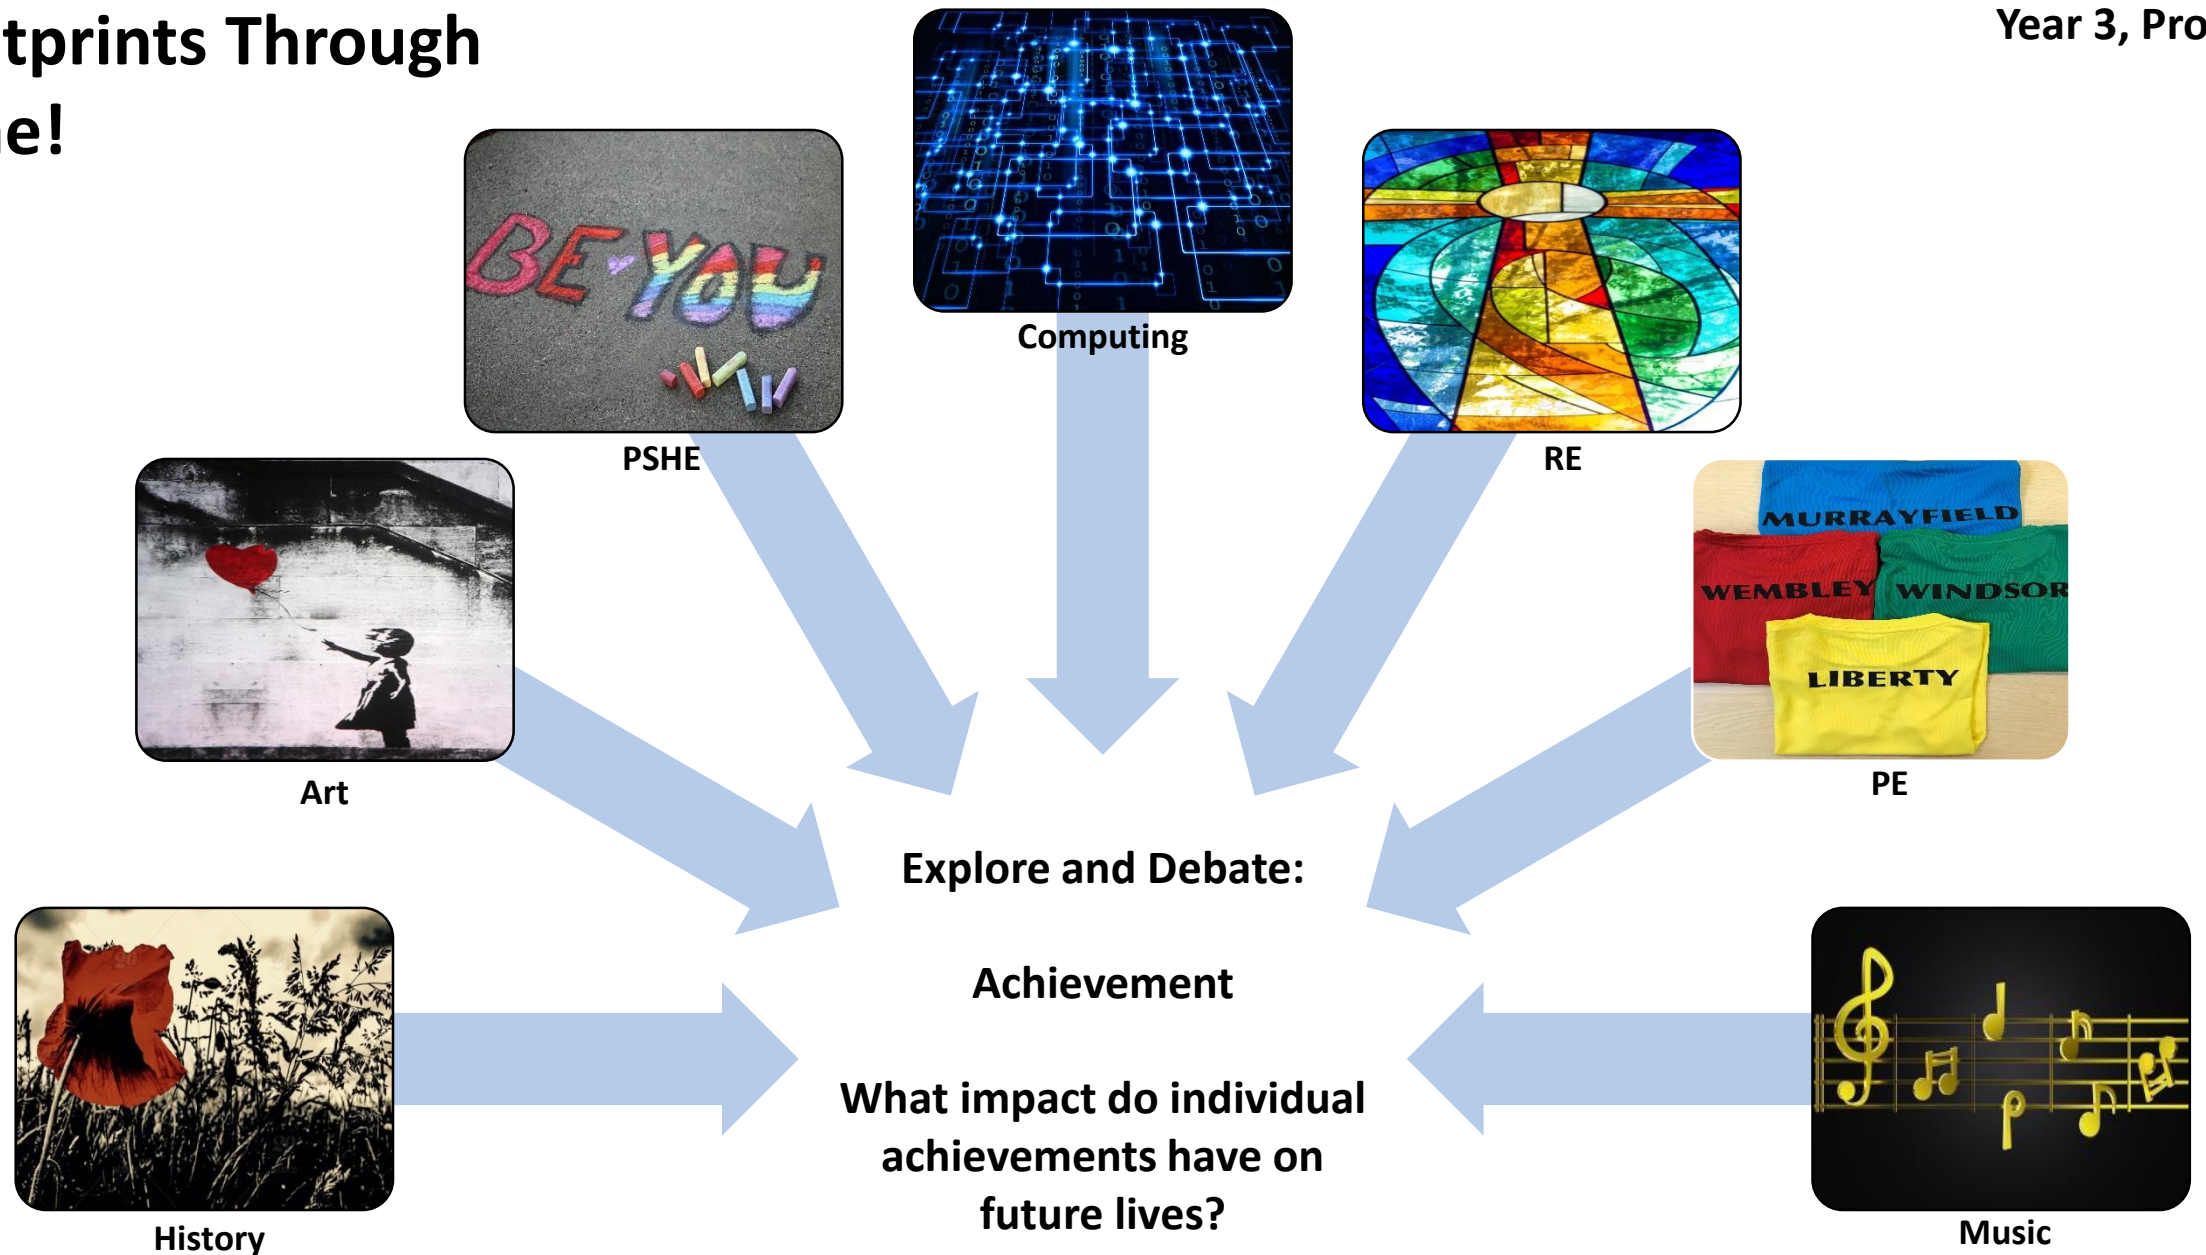 tprints Through
e!
Year 3, Pro
BE YOU
Computing
PSHE
RE
MURRAYFIELD
WEMBLEY
WINDSOR
LIBERTY
Art
PE
Explore and Debate:
Achievement
What impact do individual
achievements have on
future lives?
History
Music